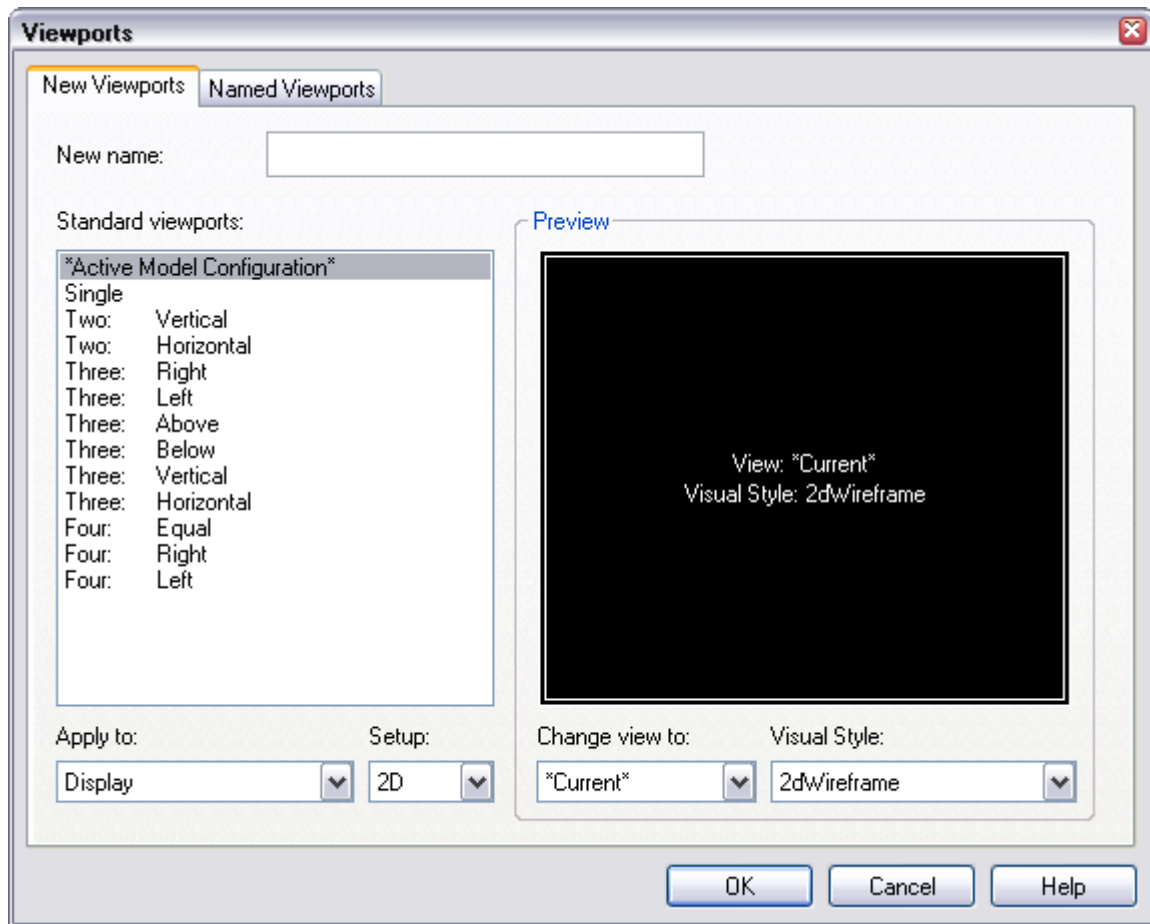 Viewports
New Viewports
Named Viewports
New name:
Standard viewports:
*Active Model Configuration*
Single
Two: Vertical
Two: Horizontal
Three: Right
Three: Left
Three: Above
Three: Below
Three: Vertical
Three: Horizontal
Four: Equal
Four: Right
Four: Left
Preview
View: *Current*
Visual Style: 2dWireframe
Apply to:
Setup:
Change view to:
Visual Style:
Display
2D
*Current*
2dWireframe
OK
Cancel
Help